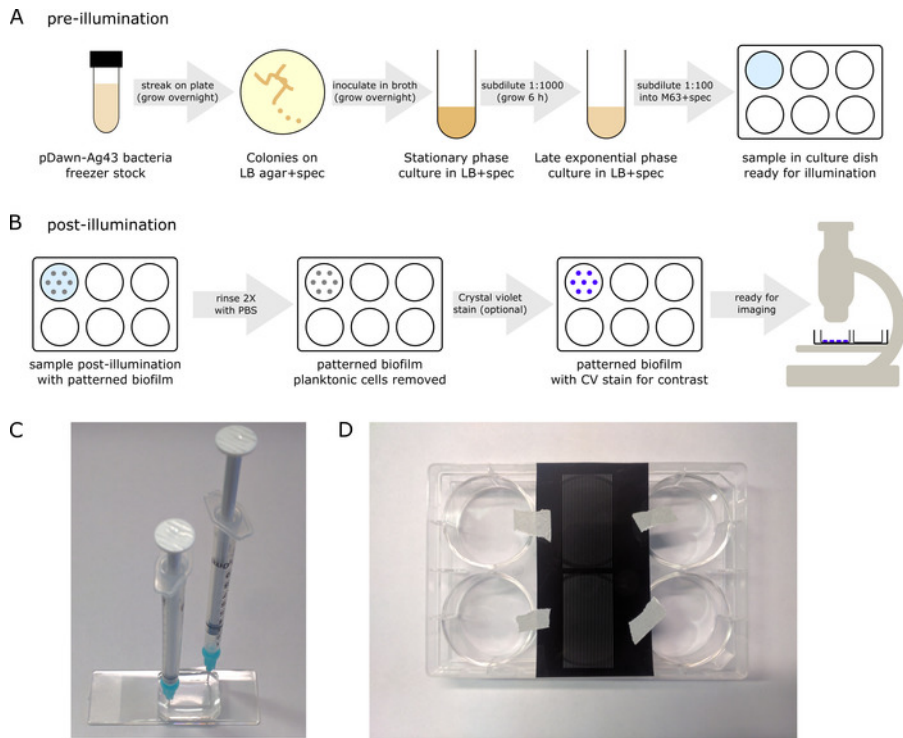 A pre-illumination
streak on plate
(grow overnight)
inoculate in broth
(grow overnight)
subdilute 1:1000
(grow 6 h)
subdilute 1:100
into M63+spec
pDawn-Ag43 bacteria
freezer stock
Colonies on
LB agar+spec
Stationary phase
culture in LB+spec
Late exponential phase
culture in LB+spec
sample in culture dish
ready for illumination
B post-illumination
rinse 2X
with PBS
Crystal violet
stain (optional)
ready for
imaging
sample post-illumination
with patterned biofilm
patterned biofilm
planktonic cells removed
patterned biofilm
with CV stain for contrast
C
D